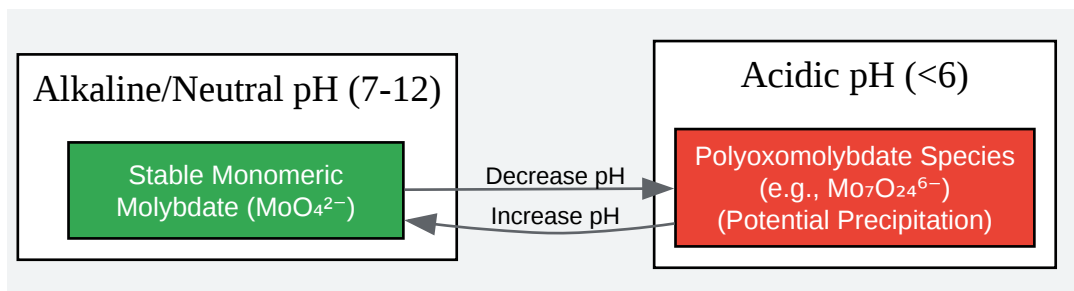 Alkaline/Neutral pH (7-12)
Stable Monomeric
Molybdate (MoO₄²⁻)
Decrease pH
Increase pH
Acidic pH (<6)
Polyoxomolybdate Species
(e.g., Mo₇O₂₄⁶⁻)
(Potential Precipitation)